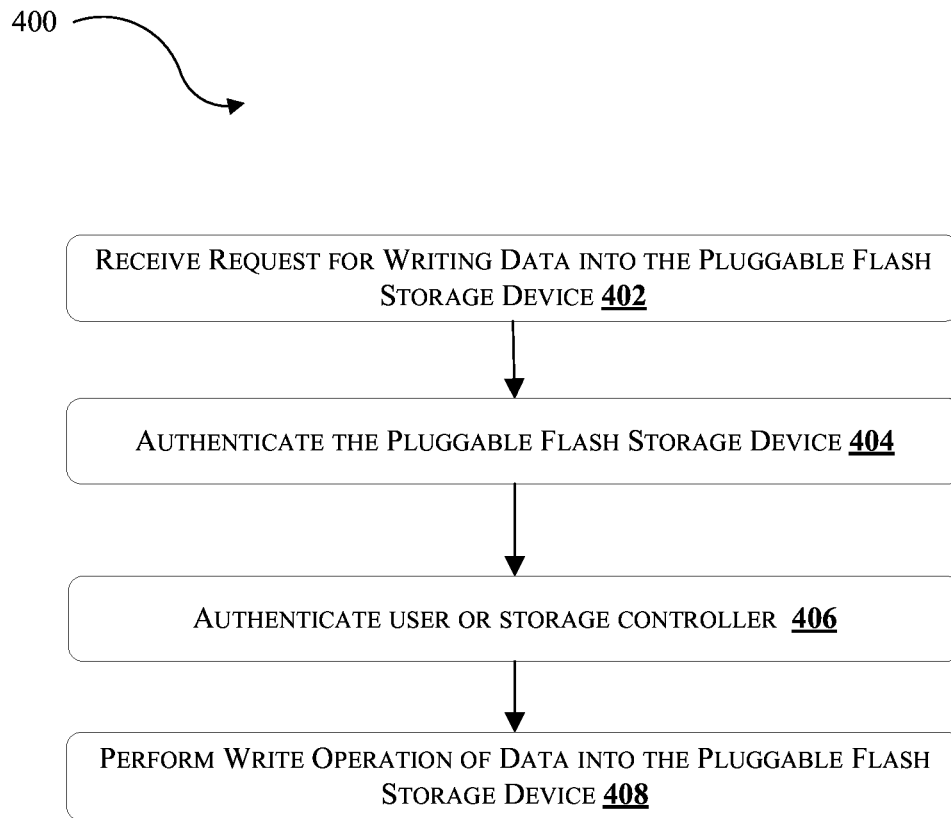 400
RECEIVE REQUEST FOR WRITING DATA INTO THE PLUGGABLE FLASH
STORAGE DEVICE 402
AUTHENTICATE THE PLUGGABLE FLASH STORAGE DEVICE 404
AUTHENTICATE USER OR STORAGE CONTROLLER 406
PERFORM WRITE OPERATION OF DATA INTO THE PLUGGABLE FLASH
STORAGE DEVICE 408